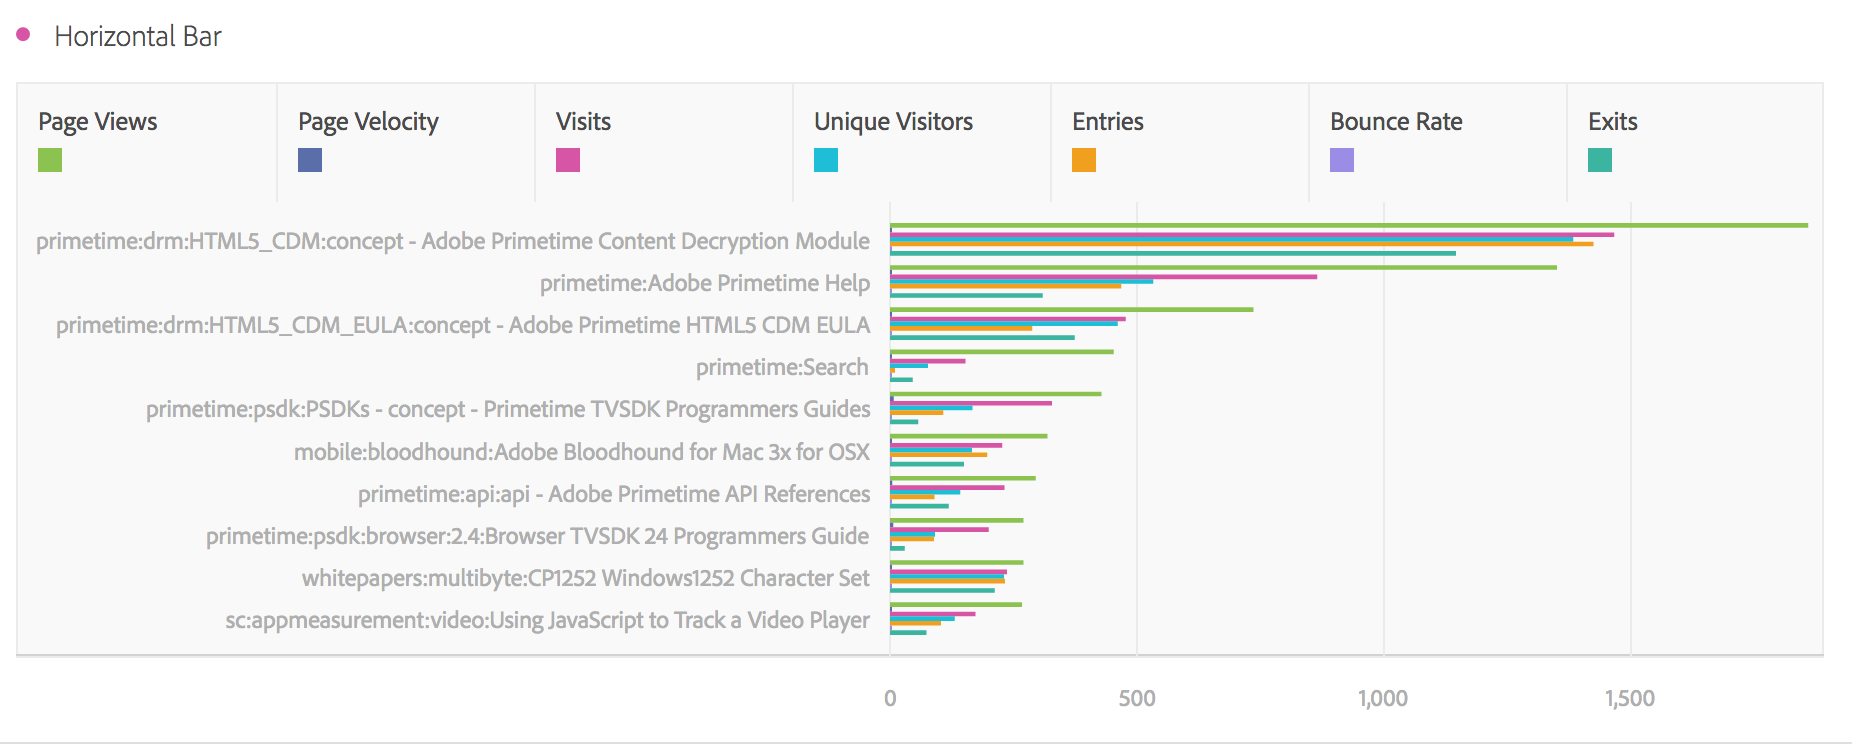 Horizontal Bar
Page Views
Page Velocity
Visits
Unique Visitors
Entries
Bounce Rate
Exits
primetime:drm:HTML5_CDM:concept - Adobe Primetime Content Decryption Module
primetime:Adobe Primetime Help
primetime:drm:HTML5_CDM_EULA:concept - Adobe Primetime HTML5 CDM EULA
primetime:Search
primetime:psdk:PSDKs - concept - Primetime TVSDK Programmers Guides
mobile:bloodhound:Adobe Bloodhound for Mac 3x for OSX
primetime:api:api - Adobe Primetime API References
primetime:psdk:browser:2.4:Browser TVSDK 24 Programmers Guide
whitepapers:multibyte:CP1252 Windows1252 Character Set
sc:appmeasurement:video:Using JavaScript to Track a Video Player
0 500 1,000 1,500